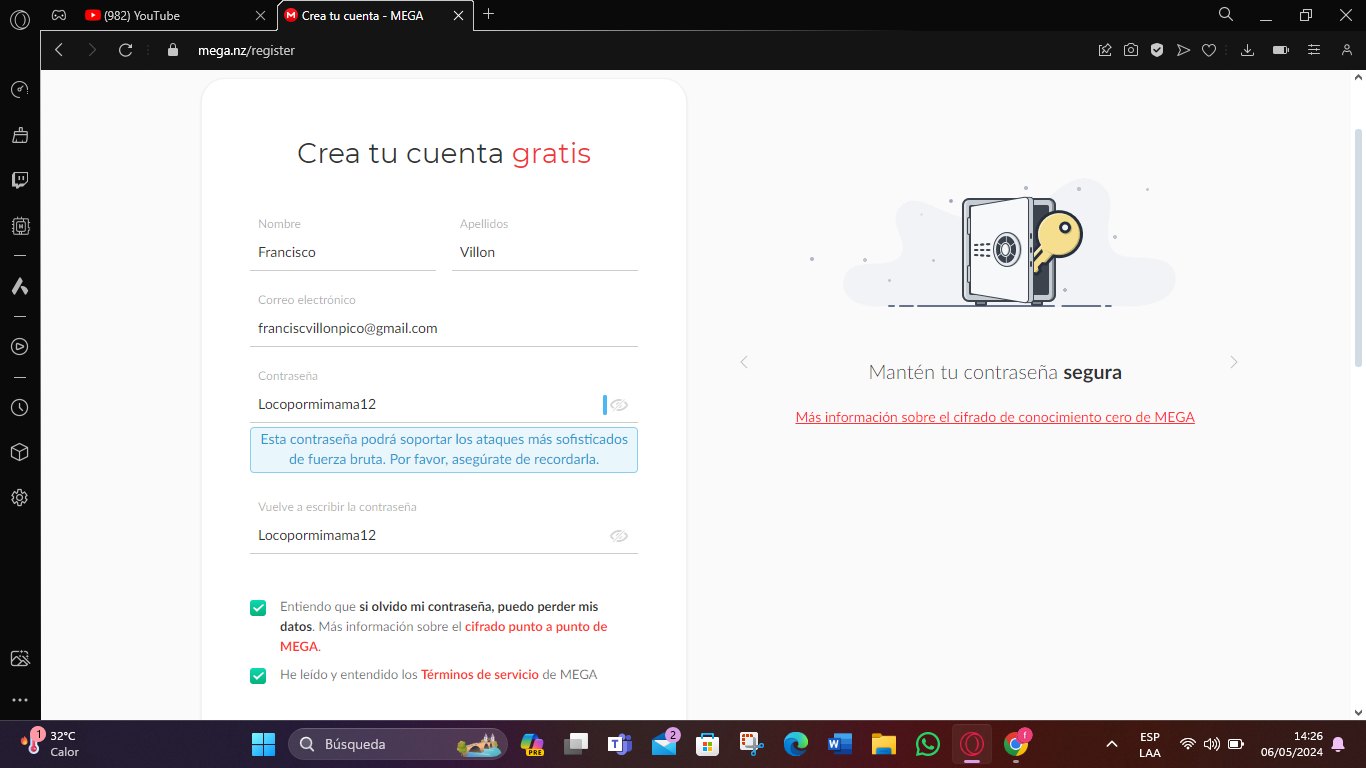 (982) YouTube
Crea tu cuenta - MEGA
mega.nz/register
Crea tu cuenta gratis
Nombre
Apellidos
Francisco
Villon
Correo electrónico
franciscvillonpico@gmail.com
Contraseña
Locopormimama12
Esta contraseña podrá soportar los ataques más sofisticados
de fuerza bruta. Por favor, asegúrate de recordarla.
Vuelve a escribir la contraseña
Locopormimama12
Entiendo que si olvido mi contraseña, puedo perder mis
datos. Más información sobre el cifrado punto a punto de
MEGA.
He leído y entendido los Términos de servicio de MEGA
Mantén tu contraseña segura
Más información sobre el cifrado de conocimiento cero de MEGA
1
32°C
Calor
Búsqueda
PRE
2
f
ESP
LAA
14:26
06/05/2024